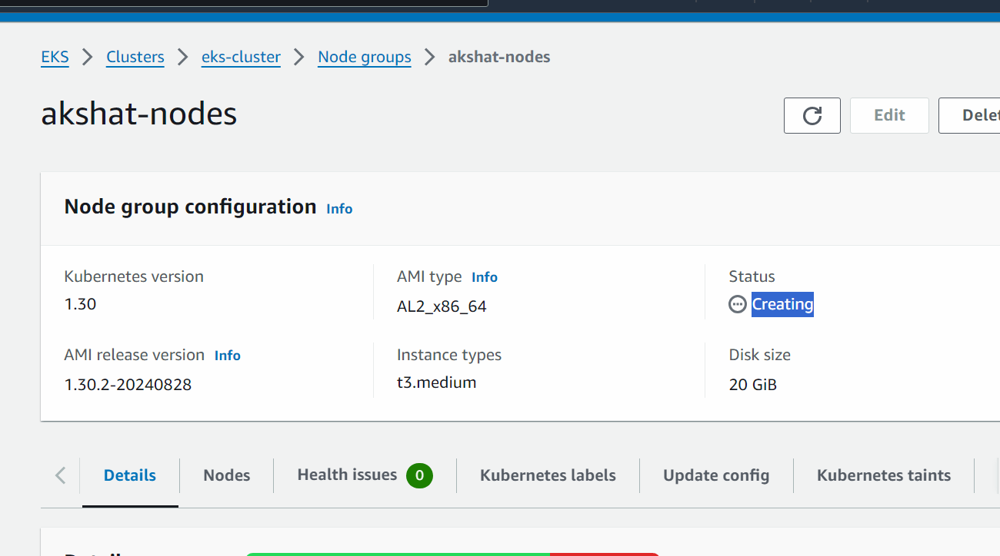 EKS > Clusters > eks-cluster > Node groups > akshat-nodes
akshat-nodes
Edit
Delet
Node group configuration Info
Kubernetes version
1.30
AMI type Info
AL2_x86_64
Status
Creating
AMI release version Info
1.30.2-20240828
Instance types
t3.medium
Disk size
20 GiB
Details
Nodes
Health issues 0
Kubernetes labels
Update config
Kubernetes taints